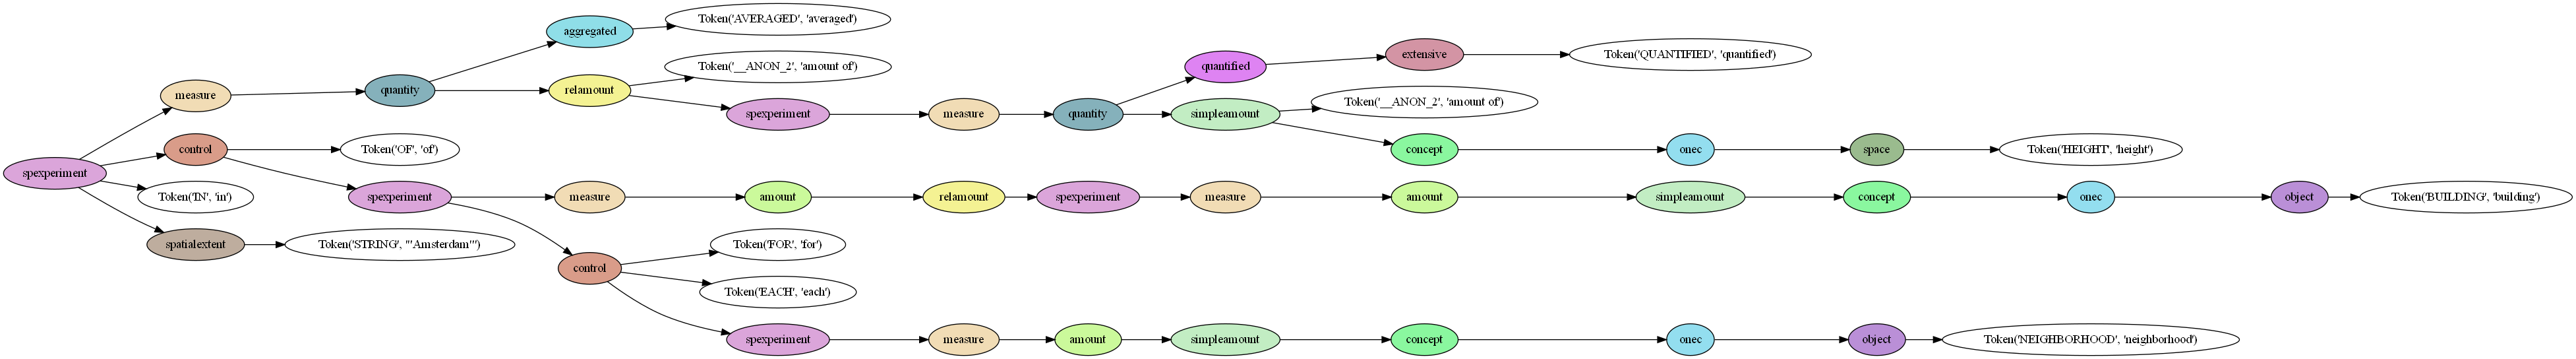 Token('AVERAGED', 'averaged')
aggregated
quantified
extensive
Token('QUANTIFIED', 'quantified')
Token('__ANON_2', 'amount of')
measure
quantity
relamount
Token('__ANON_2', 'amount of')
spexperiment
measure
quantity
simpleamount
control
Token('OF', 'of')
concept
onec
space
Token('HEIGHT', 'height')
spexperiment
Token('IN', 'in')
spexperiment
measure
amount
relamount
spexperiment
measure
amount
simpleamount
concept
onec
object
Token('BUILDING', 'building')
spatialextent
Token('STRING', "'Amsterdam'")
Token('FOR', 'for')
control
Token('EACH', 'each')
spexperiment
measure
amount
simpleamount
concept
onec
object
Token('NEIGHBORHOOD', 'neighborhood')